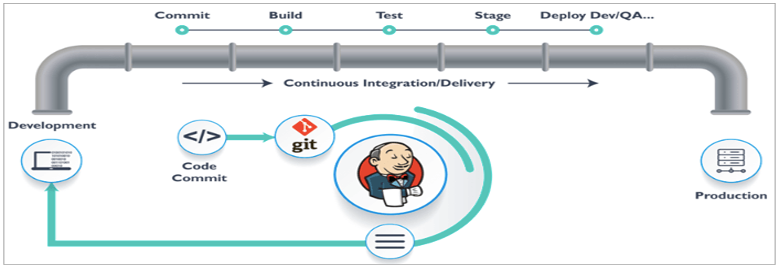 Commit Build Test Stage Deploy Dev/QA...
Continuous Integration/Delivery
Development
</>
git
Code
Commit
Production